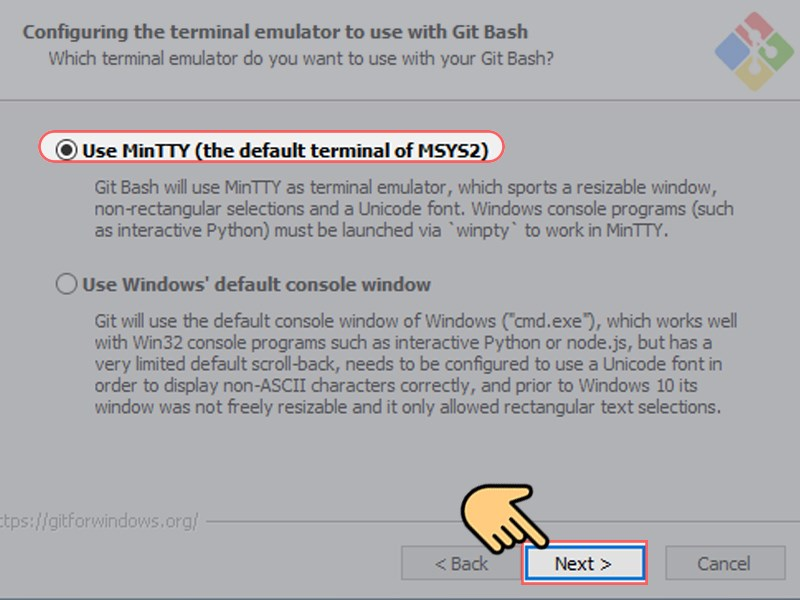 Configuring the terminal emulator to use with Git Bash
Which terminal emulator do you want to use with your Git Bash?
Use MinTTY (the default terminal of MSYS2)
Git Bash will use MinTTY as terminal emulator, which sports a resizable window,
non-rectangular selections and a Unicode font. Windows console programs (such
as interactive Python) must be launched via `winpty` to work in MinTTY.
Use Windows' default console window
Git will use the default console window of Windows ("cmd.exe"), which works well
with Win32 console programs such as interactive Python or node.js, but has a
very limited default scroll-back, needs to be configured to use a Unicode font in
order to display non-ASCII characters correctly, and prior to Windows 10 its
window was not freely resizable and it only allowed rectangular text selections.
ttps://gitforwindows.org/
< Back
Next >
Cancel